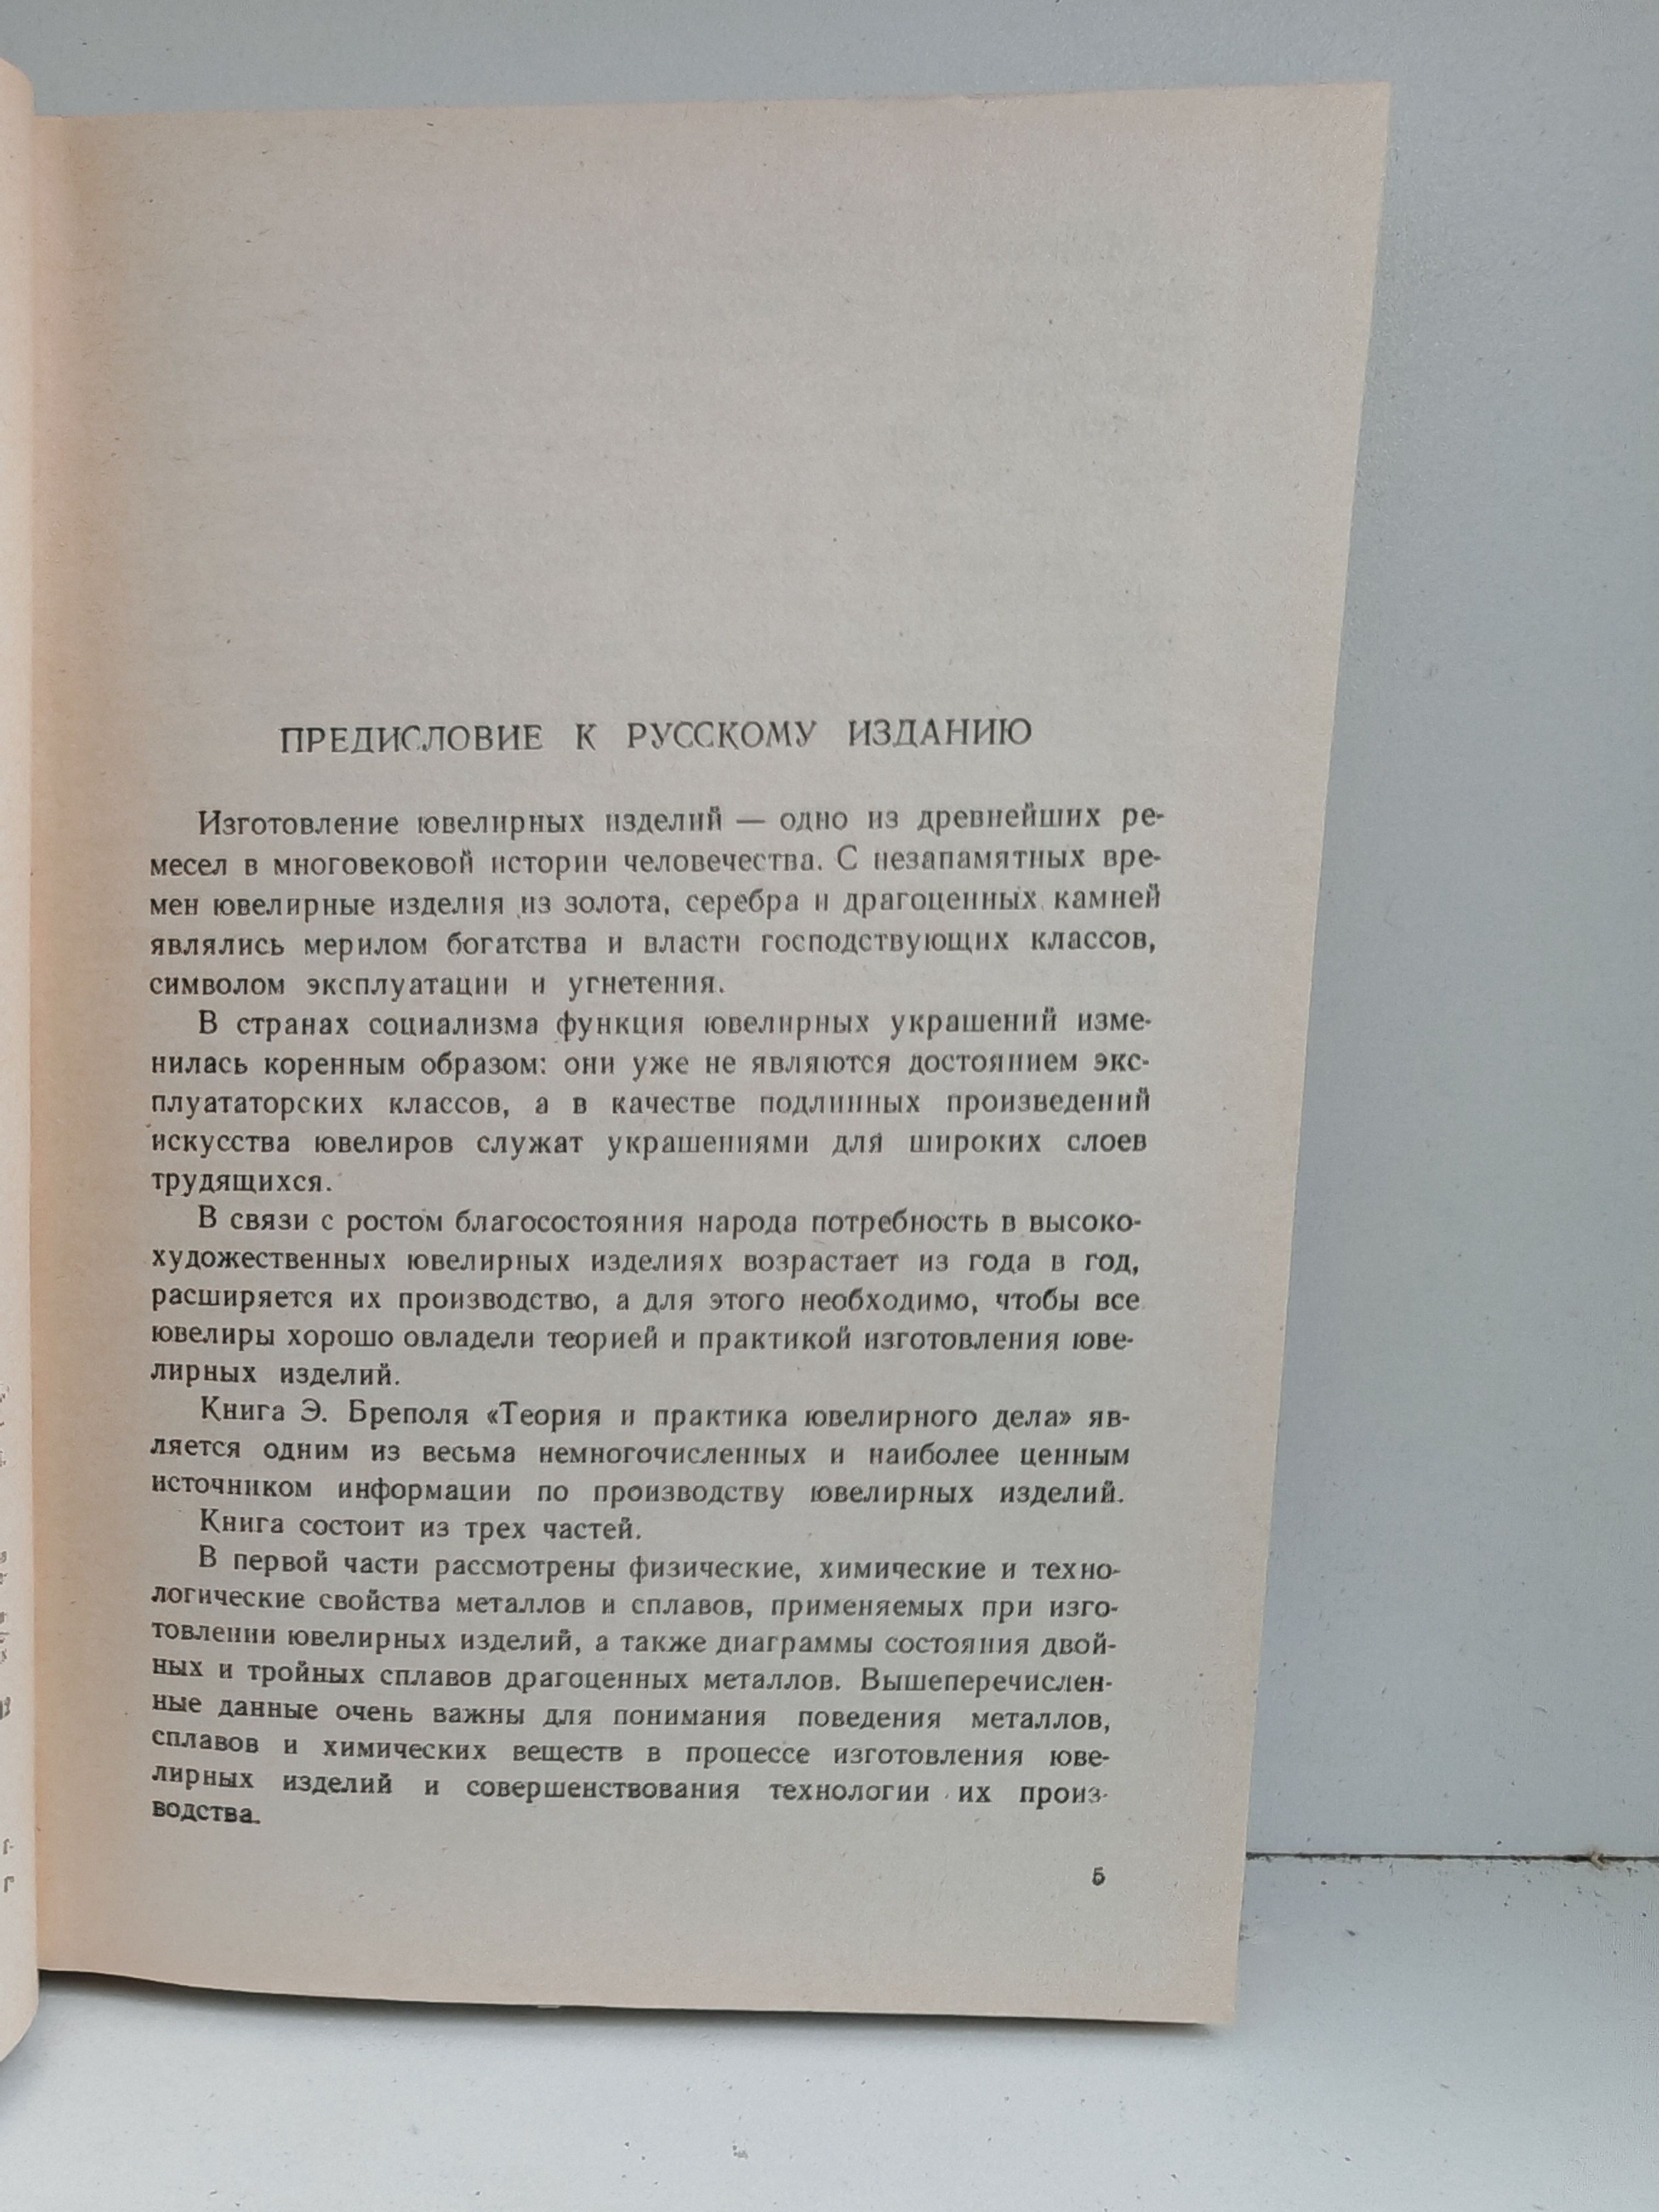 ПРЕДИСЛОВИЕ К РУССКОМУ ИЗДАНИЮ
Изготовление ювелирных изделий — одно из древнейших ре-
месел в многовековой истории человечества. С незапамятных вре-
мен ювелирные изделия из золота, серебра и драгоценных камней
являлись мерилом богатства и власти господствующих классов,
символом эксплуатации и угнетения.
В странах социализма функция ювелирных украшений изме-
нилась коренным образом: они уже не являются достоянием экс-
плуататорских классов, а в качестве подлинных произведений
искусства ювелиров служат украшениями для широких слоев
трудящихся.
В связи с ростом благосостояния народа потребность в высоко-
художественных ювелирных изделиях возрастает из года в год,
расширяется их производство, а для этого необходимо, чтобы все
ювелиры хорошо овладели теорией и практикой изготовления юве-
лирных изделий.
Книга Э. Бреполя «Теория и практика ювелирного дела» яв-
ляется одним из весьма немногочисленных и наиболее ценным
источником информации по производству ювелирных изделий.
Книга состоит из трех частей.
В первой части рассмотрены физические, химические и техно-
логические свойства металлов и сплавов, применяемых при изго-
товлении ювелирных изделий, а также диаграммы состояния двой-
ных и тройных сплавов драгоценных металлов. Вышеперечислен-
ные данные очень важны для понимания поведения металлов,
сплавов и химических веществ в процессе изготовления юве-
лирных изделий и совершенствования технологии их произ-
водства.
5